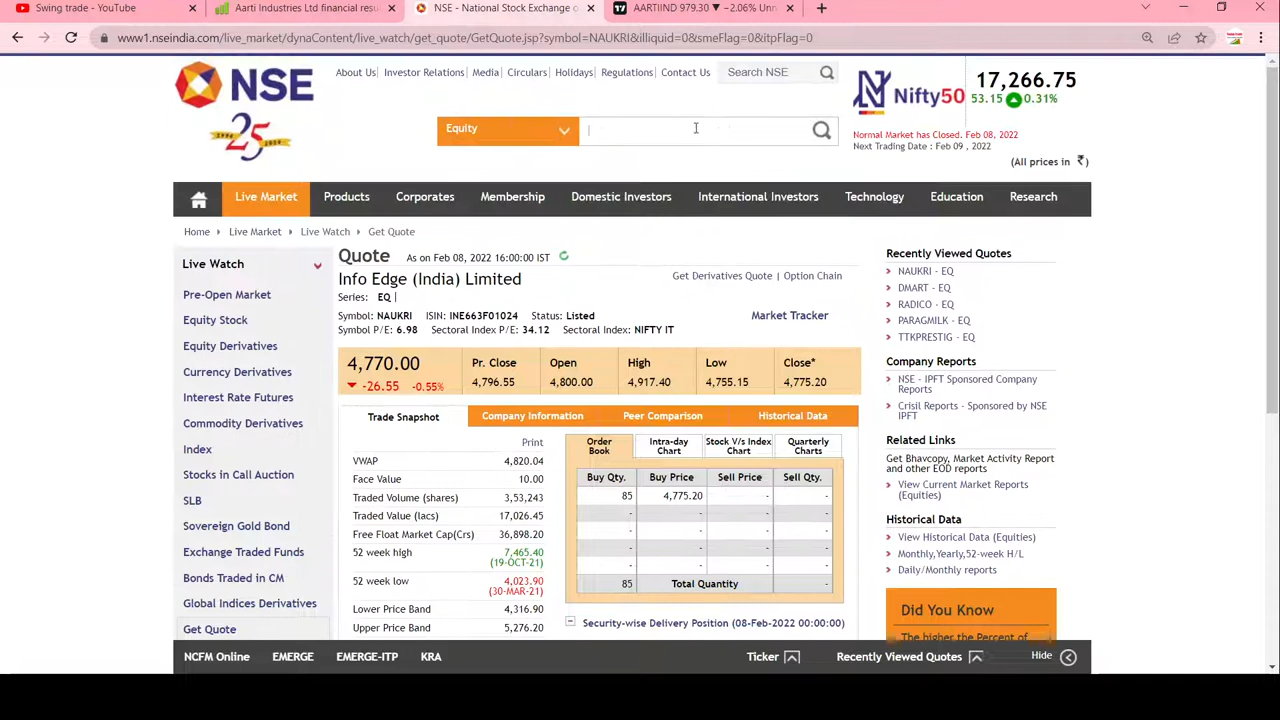 Swing trade - YouTube
Aarti Industries Ltd financial resu
NSE - National Stock Exchange o
AARTIIND 979.30 ▼ −2.06% Unn
www1.nseindia.com/live_market/dynaContent/live_watch/get_quote/GetQuote.jsp?symbol=NAUKRI&illiquid=0&smeFlag=0&itpFlag=0
NSE
About Us
Investor Relations
Media
Circulars
Holidays
Regulations
Contact Us
Search NSE
Nifty50
17,266.75
53.15 0.31%
Equity
Normal Market has Closed. Feb 08, 2022
Next Trading Date : Feb 09 , 2022
(All prices in ₹)
Live Market
Products
Corporates
Membership
Domestic Investors
International Investors
Technology
Education
Research
Home
Live Market
Live Watch
Get Quote
Live Watch
Pre-Open Market
Equity Stock
Equity Derivatives
Currency Derivatives
Interest Rate Futures
Commodity Derivatives
Index
Stocks in Call Auction
SLB
Sovereign Gold Bond
Exchange Traded Funds
Bonds Traded in CM
Global Indices Derivatives
Get Quote
Quote As on Feb 08, 2022 16:00:00 IST
Info Edge (India) Limited
Get Derivatives Quote | Option Chain
Series: EQ |
Symbol: NAUKRI ISIN: INE663F01024 Status: Listed
Market Tracker
Symbol P/E: 6.98 Sectoral Index P/E: 34.12 Sectoral Index: NIFTY IT
4,770.00
-26.55 -0.55%
Pr. Close
4,796.55
Open
4,800.00
High
4,917.40
Low
4,755.15
Close*
4,775.20
Trade Snapshot
Company Information
Peer Comparison
Historical Data
Print
VWAP 4,820.04
Face Value 10.00
Traded Volume (shares) 3,53,243
Traded Value (lacs) 17,026.45
Free Float Market Cap(Crs) 36,898.20
52 week high 7,465.40
(19-OCT-21)
52 week low 4,023.90
(30-MAR-21)
Lower Price Band 4,316.90
Upper Price Band 5,276.20
Order Book
Intra-day Chart
Stock V/s Index Chart
Quarterly Charts
Buy Qty. Buy Price Sell Price Sell Qty.
85 4,775.20 - -
- - - -
- - - -
- - - -
- - - -
85 Total Quantity -
Security-wise Delivery Position (08-Feb-2022 00:00:00)
Recently Viewed Quotes
NAUKRI - EQ
DMART - EQ
RADICO - EQ
PARAGMILK - EQ
TTKPRESTIG - EQ
Company Reports
NSE - IPFT Sponsored Company
Reports
Crisil Reports - Sponsored by NSE
IPFT
Related Links
Get Bhavcopy, Market Activity Report
and other EOD reports
View Current Market Reports
(Equities)
Historical Data
View Historical Data (Equities)
Monthly,Yearly,52-week H/L
Daily/Monthly reports
Did You Know
The higher the Percent of
NCFM Online
EMERGE
EMERGE-ITP
KRA
Ticker
Recently Viewed Quotes
Hide